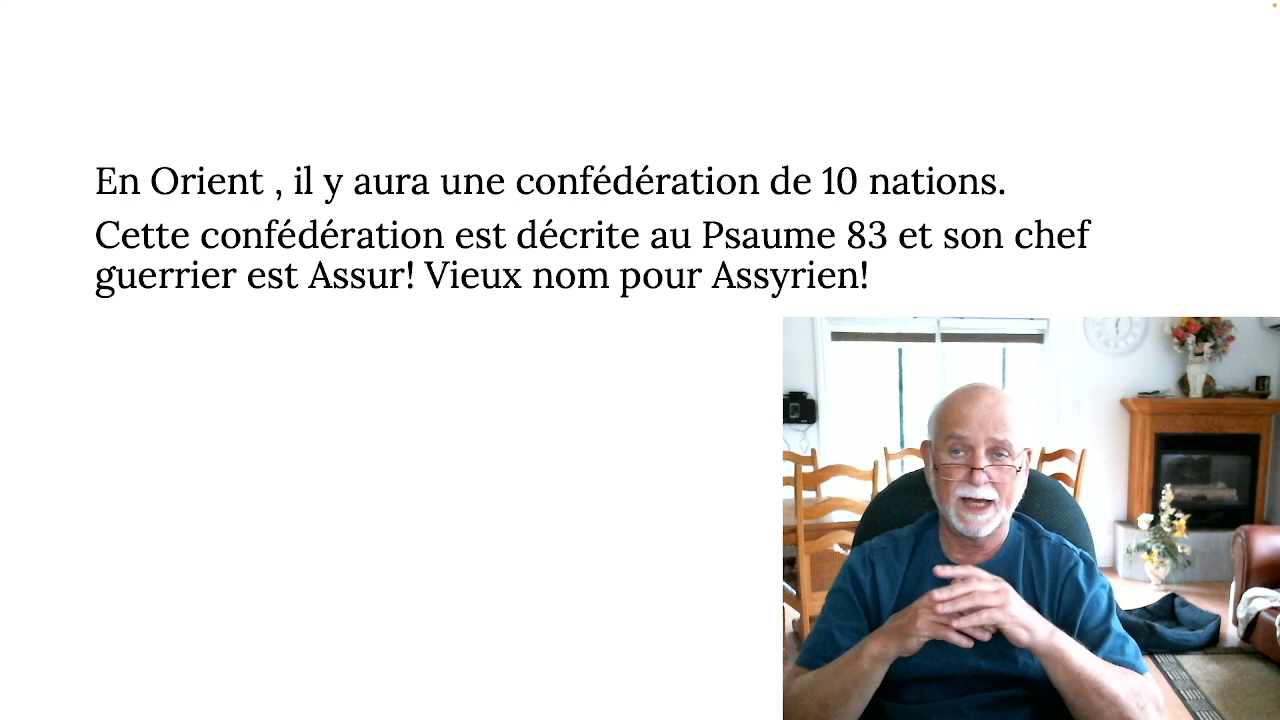 En Orient , il y aura une confédération de 10 nations.
Cette confédération est décrite au Psaume 83 et son chef
guerrier est Assur! Vieux nom pour Assyrien!